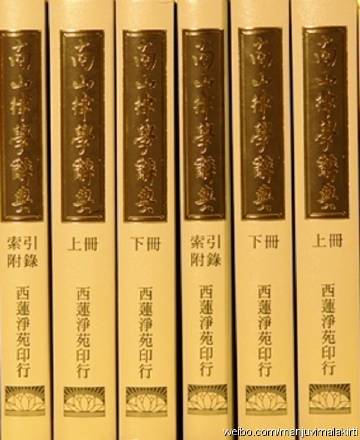 南山律學辭典
索引
附錄
西蓮淨苑印行
南山律學辭典
上冊
西蓮淨苑印行
南山律學辭典
下冊
西蓮淨苑印行
南山律學辭典
索引
附錄
西蓮淨苑印行
南山律學辭典
下冊
西蓮淨苑印行
南山律學辭典
上冊
西蓮淨苑印行
weibo.com/manjuvimalakirti